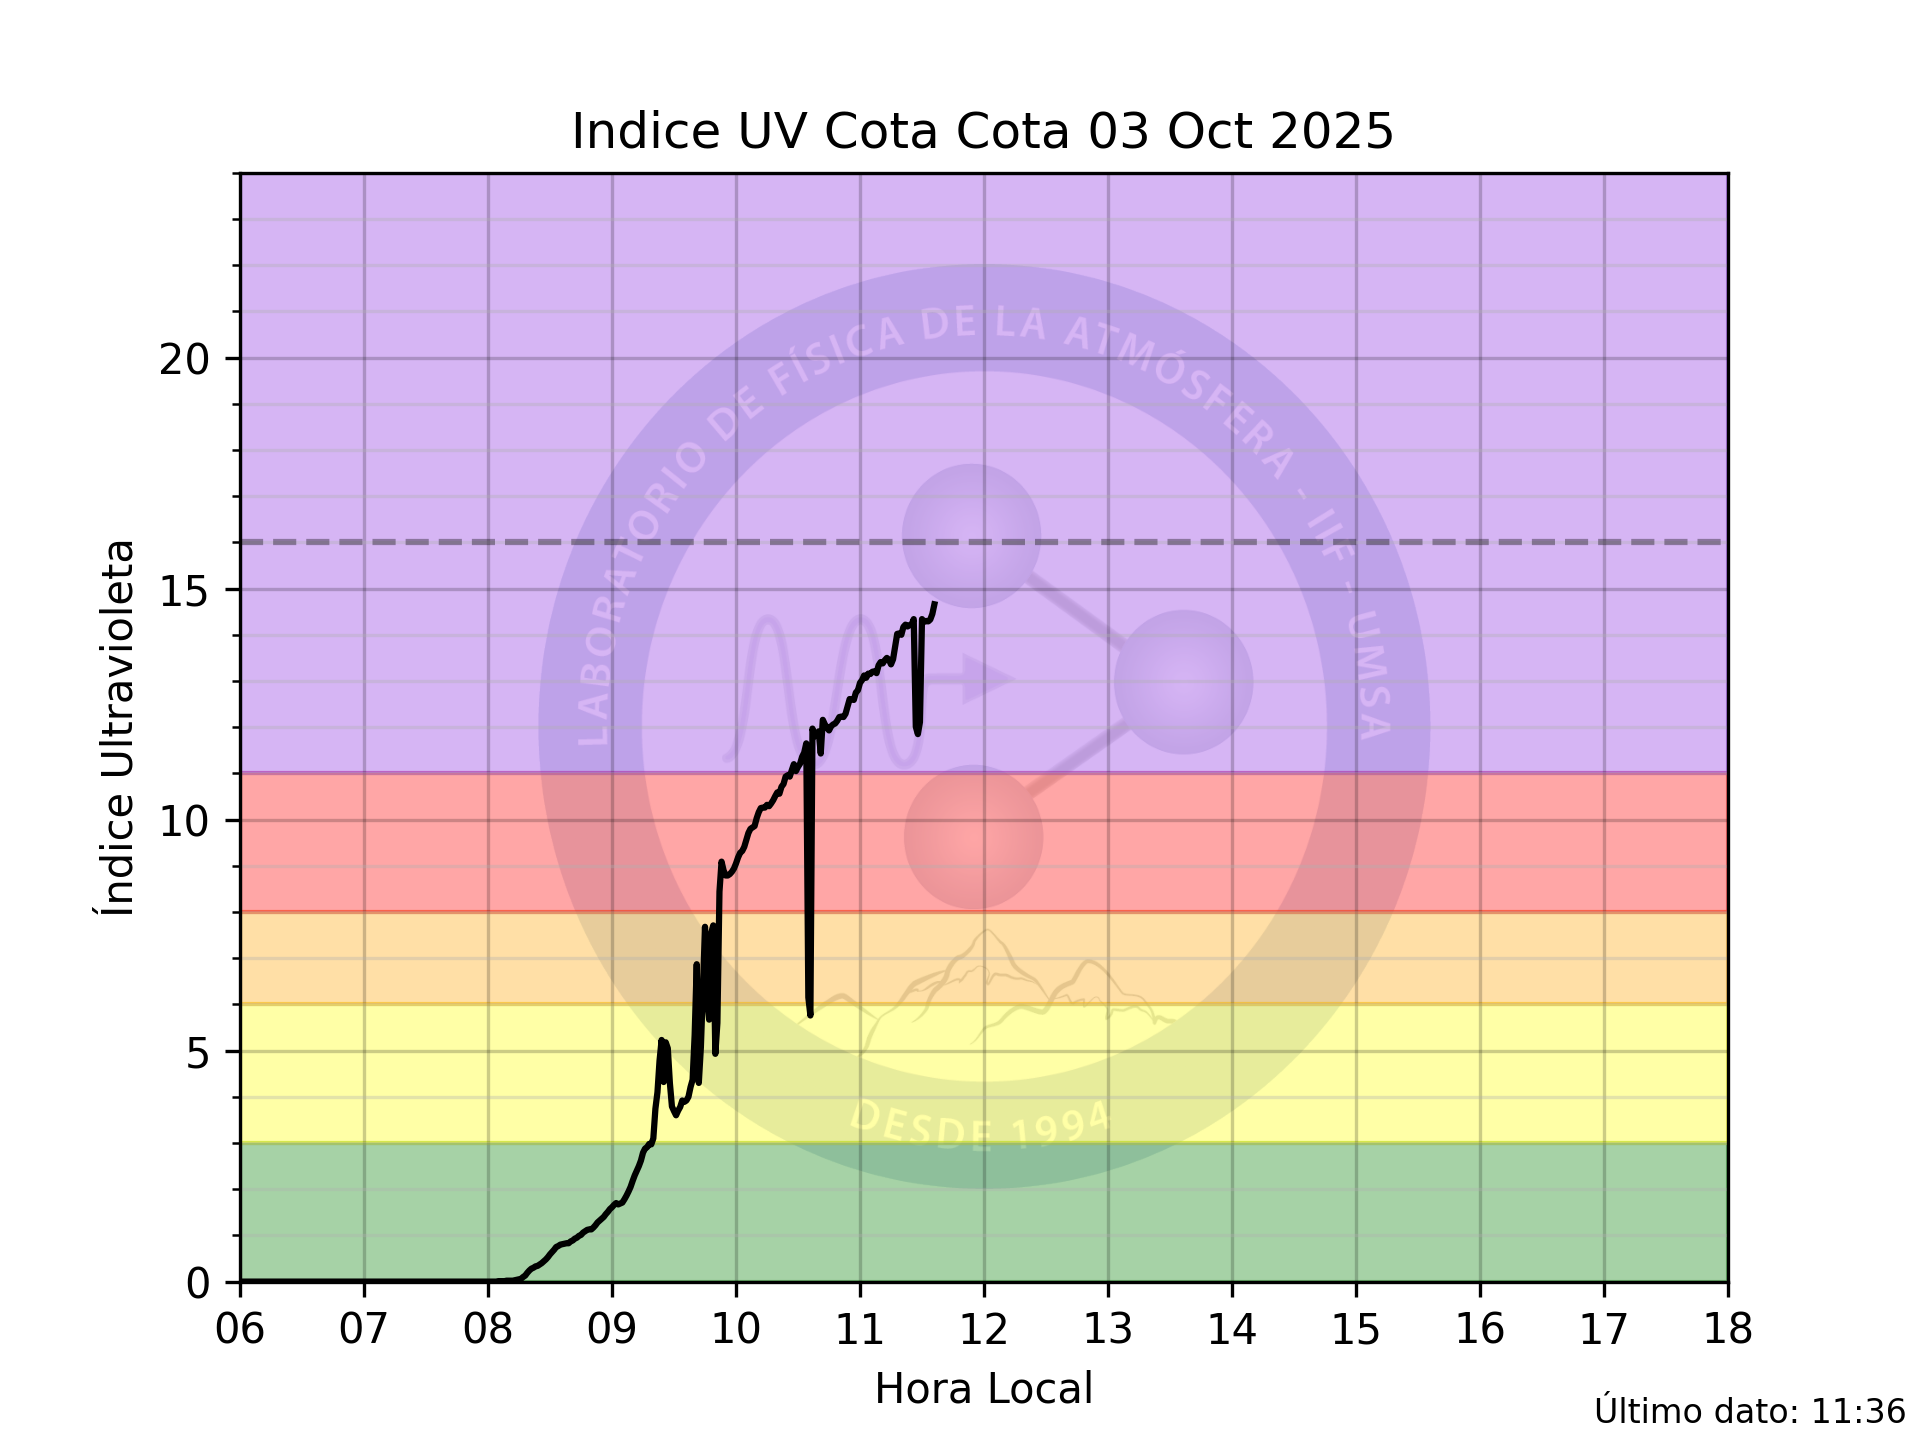 Indice UV Cota Cota 03 Oct 2025
Índice Ultravioleta
20
15
10
5
0
LABORATORIO DE FÍSICA DE LA ATMÓSFERA - IIF - UMSA
DESDE 1994
06 07 08 09 10 11 12 13 14 15 16 17 18
Hora Local
Último dato: 11:36